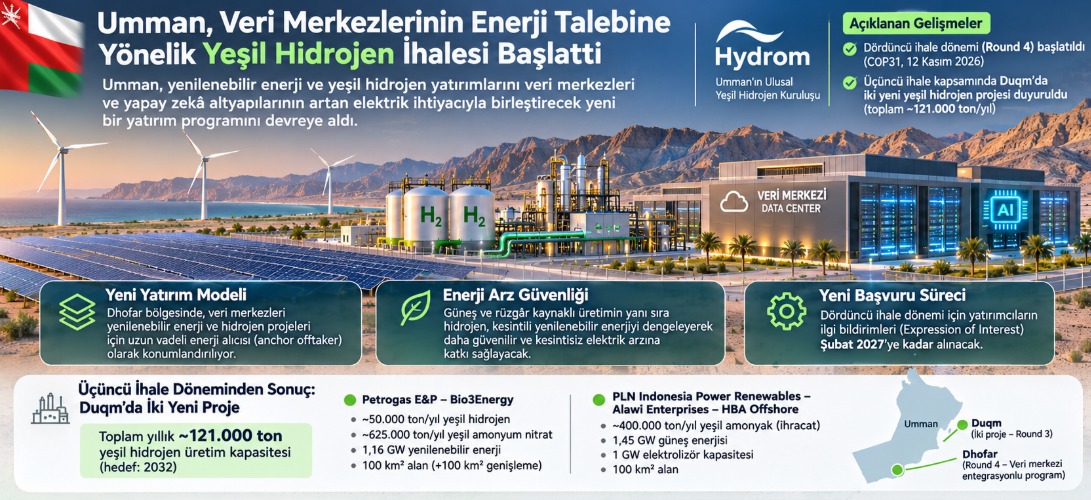 Umman, Veri Merkezlerinin Enerji Talebine
Yönelik Yeşil Hidrojen İhalesi Başlattı
Umman, yenilenebilir enerji ve yeşil hidrojen yatırımlarını veri merkezleri
ve yapay zekâ altyapılarının artan elektrik ihtiyacıyla birleştirecek yeni
bir yatırım programını devreye aldı.
Hydrom
Umman'ın Ulusal
Yeşil Hidrojen Kuruluşu
Açıklanan Gelişmeler
Dördüncü ihale dönemi (Round 4) başlatıldı
(COP31, 12 Kasım 2026)
Üçüncü ihale kapsamında Duqm'da
iki yeni yeşil hidrojen projesi duyuruldu
(toplam ~121.000 ton/yıl)
H₂
H₂
VERİ MERKEZİ
DATA CENTER
AI
Yeni Yatırım Modeli
Dhofar bölgesinde, veri merkezleri
yenilenebilir enerji ve hidrojen projeleri
için uzun vadeli enerji alıcısı (anchor offtaker)
olarak konumlandırılıyor.
Enerji Arz Güvenliği
Güneş ve rüzgâr kaynaklı üretimin yanı sıra
hidrojen, kesintili yenilenebilir enerjiyi dengeleyerek
daha güvenilir ve kesintisiz elektrik arzına
katkı sağlayacak.
Yeni Başvuru Süreci
Dördüncü ihale dönemi için yatırımcıların
ilgi bildirimleri (Expression of Interest)
Şubat 2027'ye kadar alınacak.
Üçüncü İhale Döneminden Sonuç:
Duqm'da İki Yeni Proje
Toplam yıllık ~121.000 ton
yeşil hidrojen üretim kapasitesi
(hedef: 2032)
Petrogas E&P – Bio3Energy
• ~50.000 ton/yıl yeşil hidrojen
• ~625.000 ton/yıl yeşil amonyum nitrat
• 1,16 GW yenilenebilir enerji
• 100 km² alan (+100 km² genişleme)
PLN Indonesia Power Renewables –
Alawi Enterprises – HBA Offshore
• ~400.000 ton/yıl yeşil amonyak (ihracat)
• 1,45 GW güneş enerjisi
• 1 GW elektrolizör kapasitesi
• 100 km² alan
Umman
Duqm
(İki proje – Round 3)
Dhofar
(Round 4 – Veri merkezi
entegrasyonlu program)